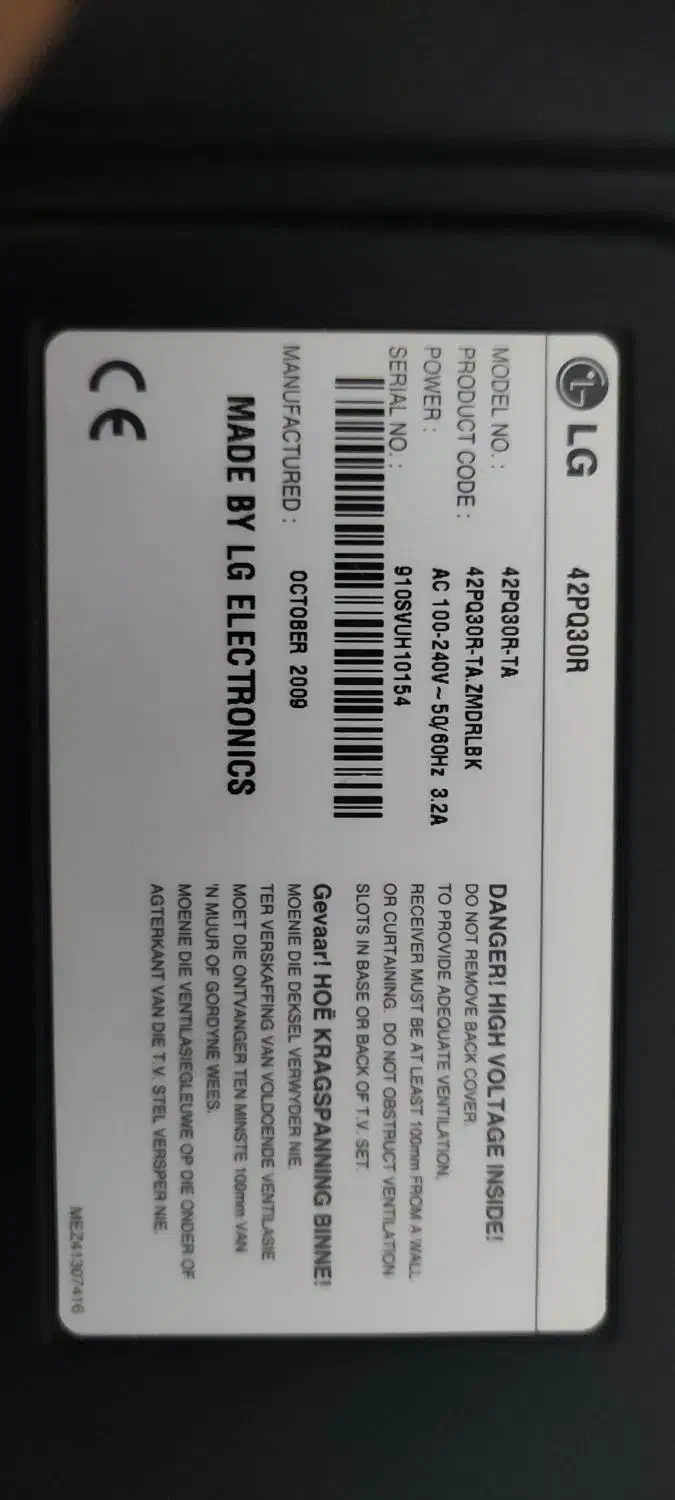 LG 42PQ30R
MODEL NO. : 42PQ30R-TA
PRODUCT CODE : 42PQ30R-TA.ZMDRLBK
POWER : AC 100-240V~50/60Hz 3.2A
SERIAL NO. : 910SVUH10154
MANUFACTURED : OCTOBER 2009
MADE BY LG ELECTRONICS
CE
DANGER! HIGH VOLTAGE INSIDE!
DO NOT REMOVE BACK COVER.
TO PROVIDE ADEQUATE VENTILATION,
RECEIVER MUST BE AT LEAST 100mm FROM A WALL
OR CURTAINING. DO NOT OBSTRUCT VENTILATION
SLOTS IN BASE OR BACK OF T.V. SET.
Gevaar! HOË KRAGSPANNING BINNE!
MOENIE DIE DEKSEL VERWYDER NIE.
TER VERSKAFFING VAN VOLDOENDE VENTILASIE
MOET DIE ONTVANGER TEN MINSTE 100mm VAN
'N MUUR OF GORDYNE WEES.
MOENIE DIE VENTILASIEGLEUWE OP DIE ONDER OF
AGTERKANT VAN DIE T.V. STEL VERSPER NIE.
MEZ41307416